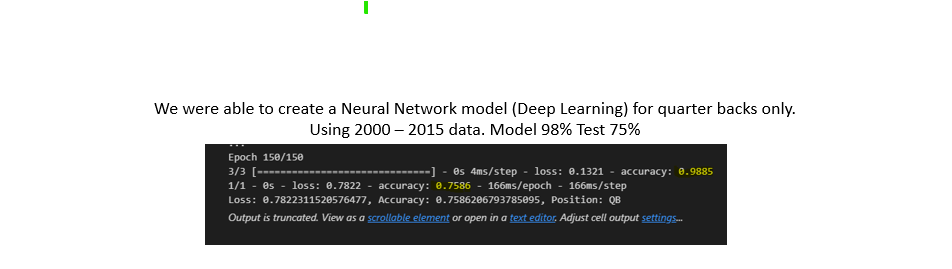 We were able to create a Neural Network model (Deep Learning) for quarter backs only.
Using 2000 – 2015 data. Model 98% Test 75%
...
Epoch 150/150
3/3 [==============================] - 0s 4ms/step - loss: 0.1321 - accuracy: 0.9885
1/1 - 0s - loss: 0.7822 - accuracy: 0.7586 - 166ms/epoch - 166ms/step
Loss: 0.7822311520576477, Accuracy: 0.7586206793785095, Position: QB
Output is truncated. View as a scrollable element or open in a text editor. Adjust cell output settings...